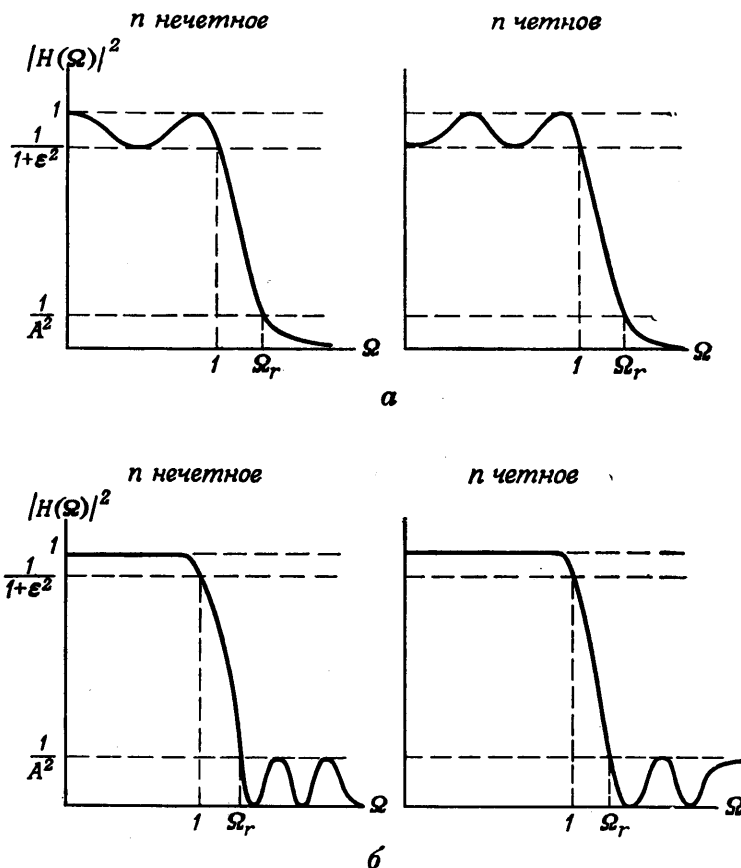 n нечетное
n четное
|H(Ω)|²
1
1
1+ε²
1
A²
1
Ω_r
Ω
1
Ω_r
Ω
а
n нечетное
n четное
|H(Ω)|²
1
1
1+ε²
1
A²
1
Ω_r
Ω
1
Ω_r
Ω
б